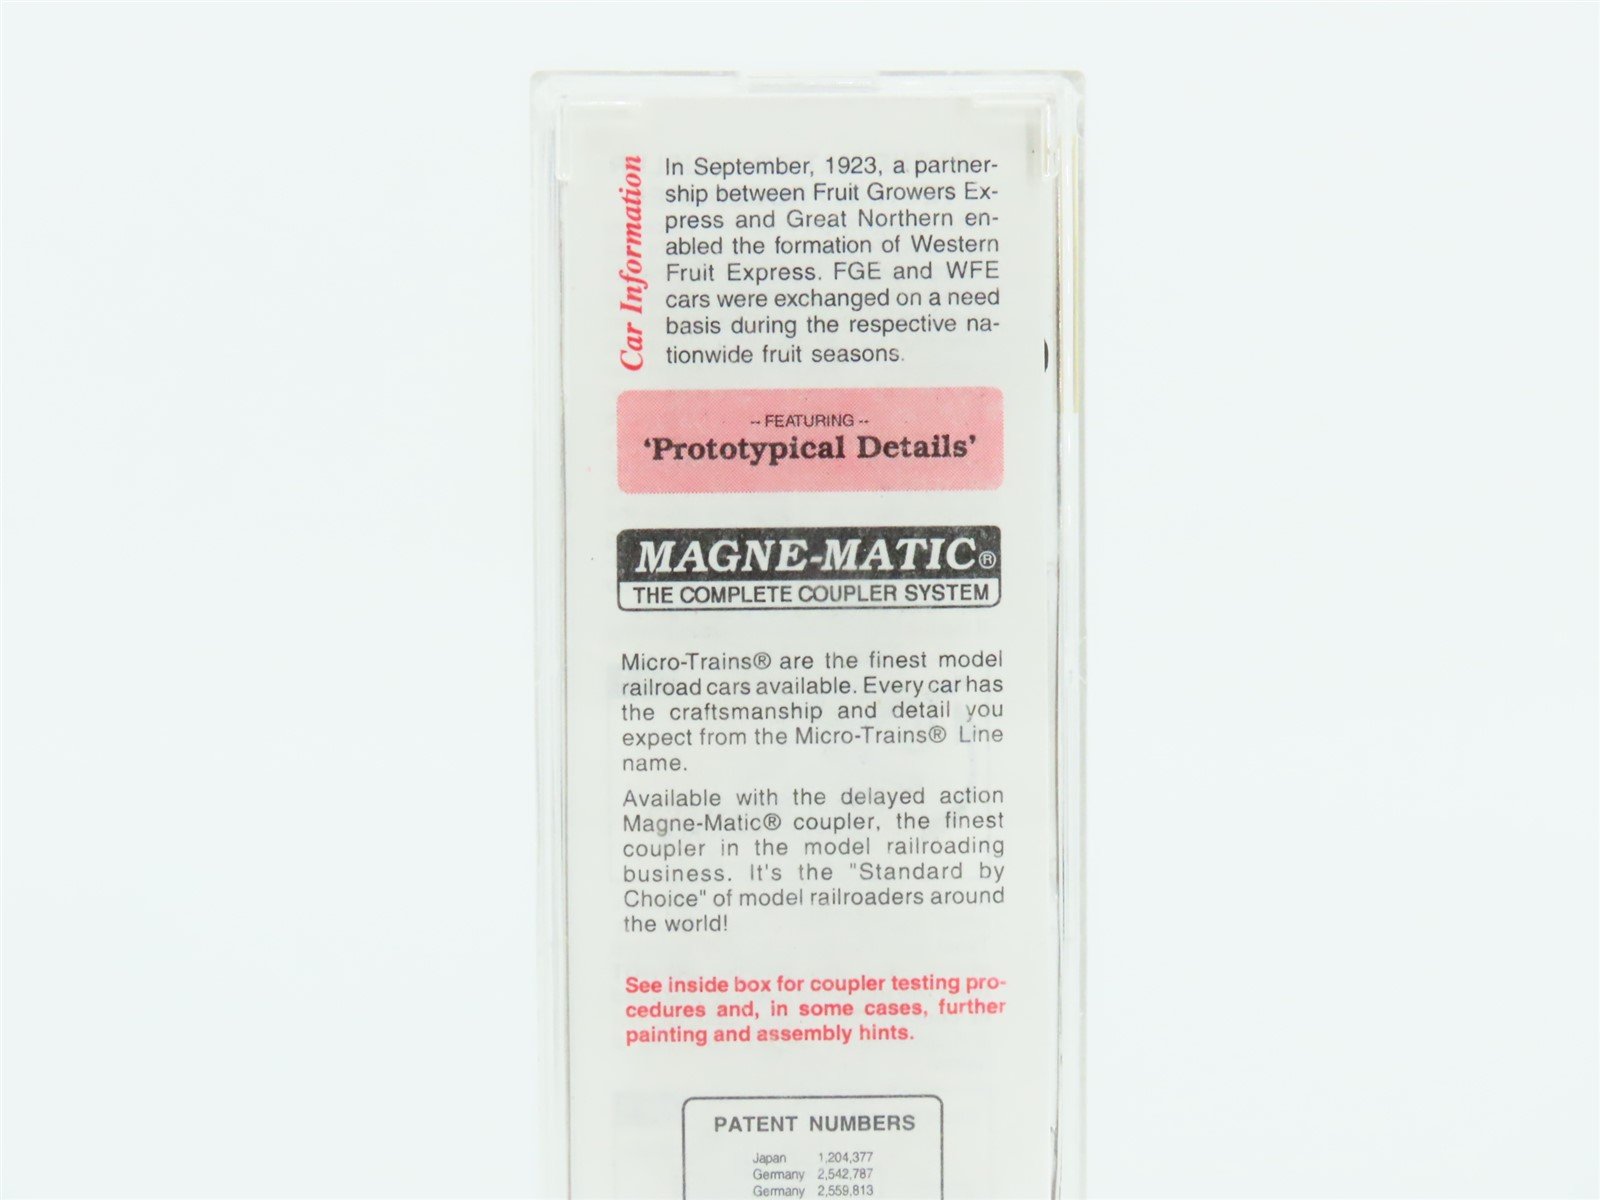 Car Information
In September, 1923, a partner-
ship between Fruit Growers Ex-
press and Great Northern en-
abled the formation of Western
Fruit Express. FGE and WFE
cars were exchanged on a need
basis during the respective na-
tionwide fruit seasons.
-- FEATURING --
'Prototypical Details'
MAGNE-MATIC®
THE COMPLETE COUPLER SYSTEM
Micro-Trains® are the finest model
railroad cars available. Every car has
the craftsmanship and detail you
expect from the Micro-Trains® Line
name.
Available with the delayed action
Magne-Matic® coupler, the finest
coupler in the model railroading
business. It's the "Standard by
Choice" of model railroaders around
the world!
See inside box for coupler testing pro-
cedures and, in some cases, further
painting and assembly hints.
PATENT NUMBERS
Japan 1,204,377
Germany 2,542,787
Germany 2,559,813